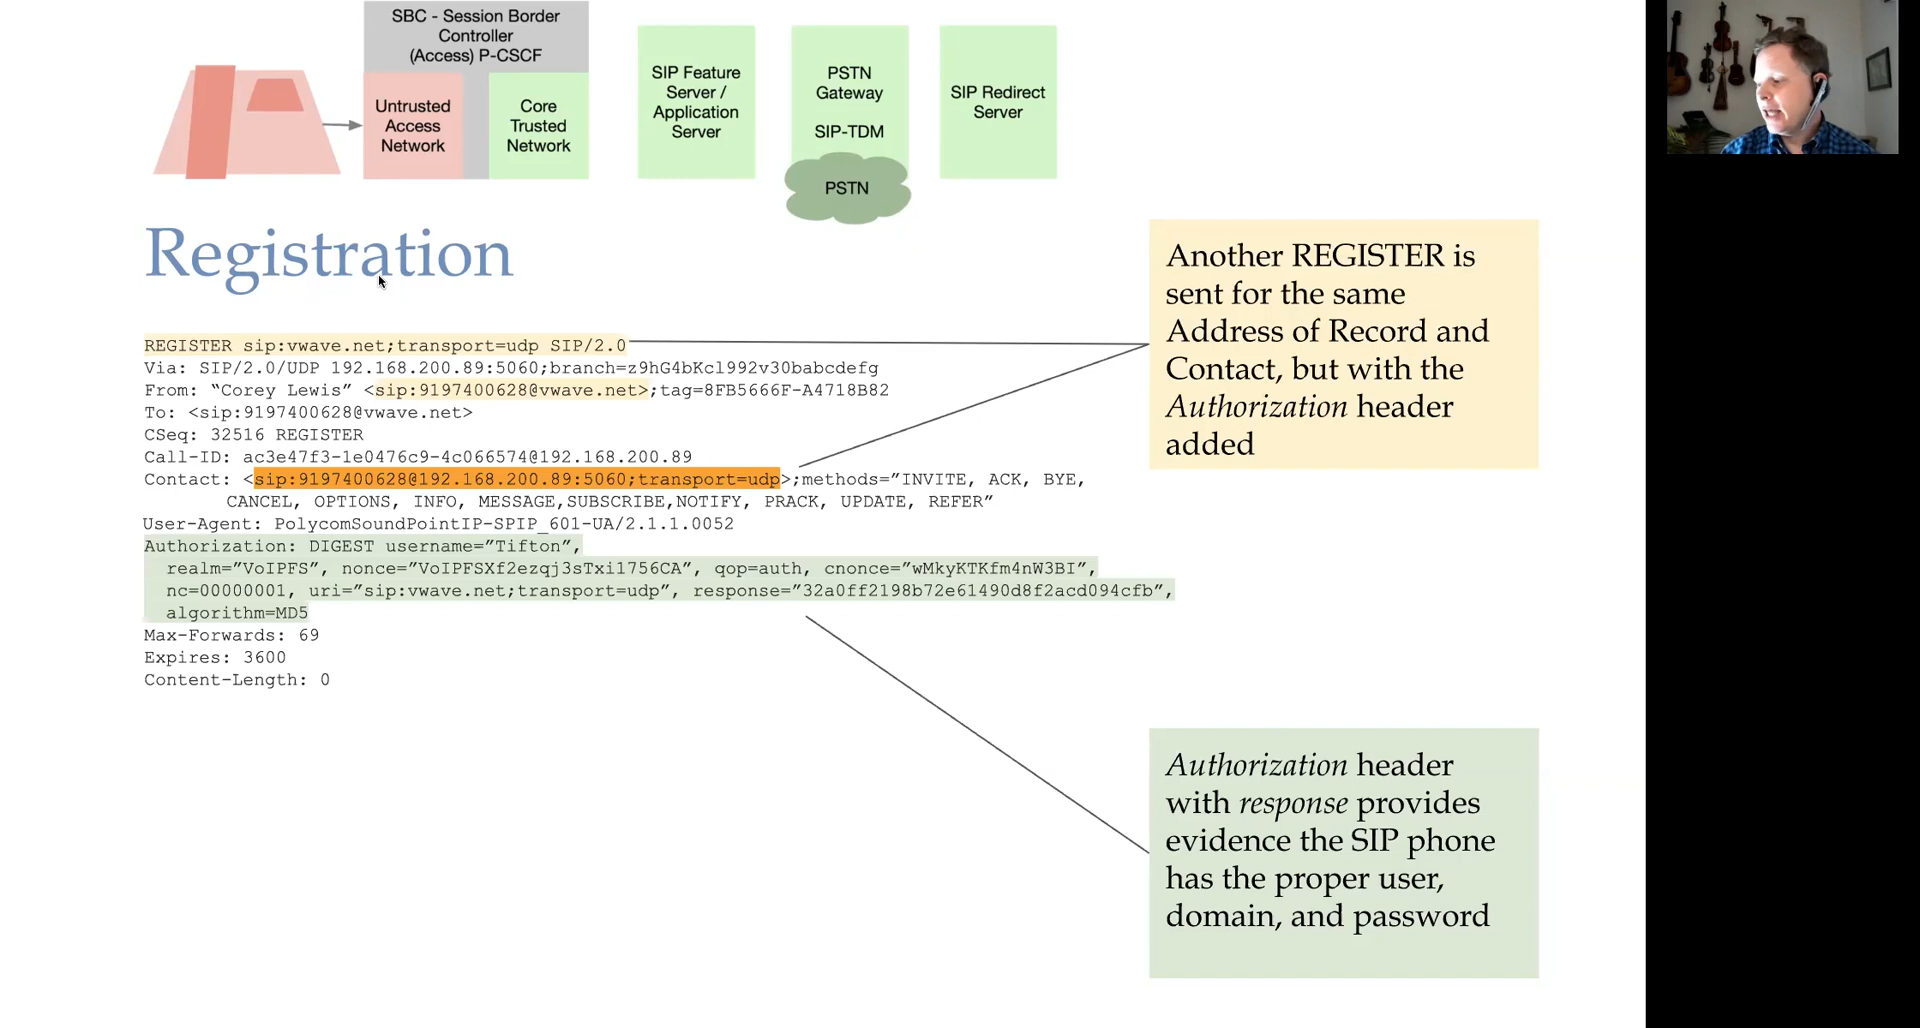 SBC - Session Border
Controller
(Access) P-CSCF
Untrusted
Access
Network
Core
Trusted
Network
SIP Feature
Server /
Application
Server
PSTN
Gateway
SIP-TDM
PSTN
SIP Redirect
Server
Registration
REGISTER sip:vwave.net;transport=udp SIP/2.0
Via: SIP/2.0/UDP 192.168.200.89:5060;branch=z9hG4bKcl992v30babcdefg
From: “Corey Lewis” <sip:9197400628@vwave.net>;tag=8FB5666F-A4718B82
To: <sip:9197400628@vwave.net>
CSeq: 32516 REGISTER
Call-ID: ac3e47f3-1e0476c9-4c066574@192.168.200.89
Contact: <sip:9197400628@192.168.200.89:5060;transport=udp>;methods=”INVITE, ACK, BYE,
CANCEL, OPTIONS, INFO, MESSAGE,SUBSCRIBE,NOTIFY, PRACK, UPDATE, REFER”
User-Agent: PolycomSoundPointIP-SPIP_601-UA/2.1.1.0052
Authorization: DIGEST username=”Tifton”,
realm=”VoIPFS”, nonce=”VoIPFSXf2ezqj3sTxi1756CA”, qop=auth, cnonce=”wMkyKTKfm4nW3BI”,
nc=00000001, uri=”sip:vwave.net;transport=udp”, response=”32a0ff2198b72e61490d8f2acd094cfb”,
algorithm=MD5
Max-Forwards: 69
Expires: 3600
Content-Length: 0
Another REGISTER is
sent for the same
Address of Record and
Contact, but with the
Authorization header
added
Authorization header
with response provides
evidence the SIP phone
has the proper user,
domain, and password